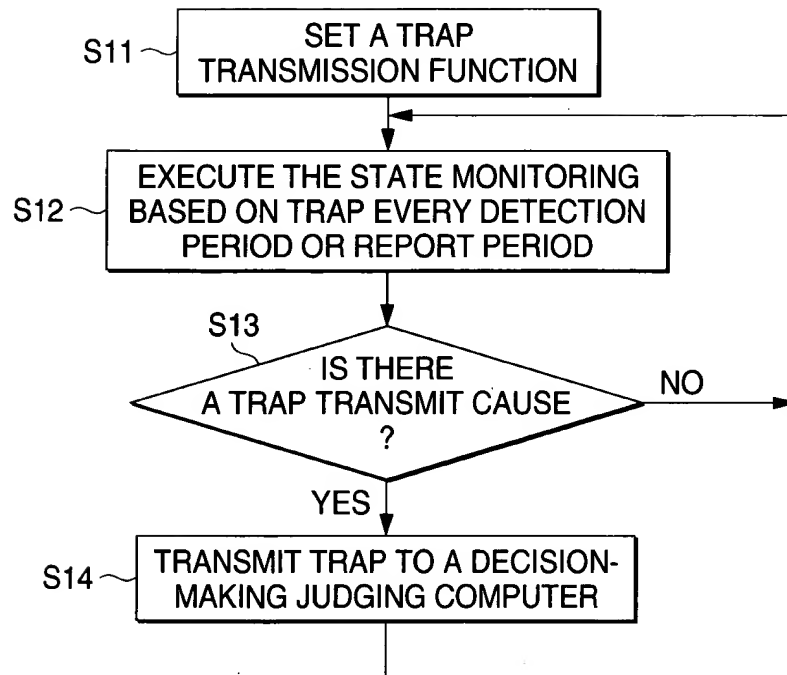 S11
SET A TRAP
TRANSMISSION FUNCTION
S12
EXECUTE THE STATE MONITORING
BASED ON TRAP EVERY DETECTION
PERIOD OR REPORT PERIOD
S13
IS THERE
A TRAP TRANSMIT CAUSE
?
NO
YES
S14
TRANSMIT TRAP TO A DECISION-
MAKING JUDGING COMPUTER